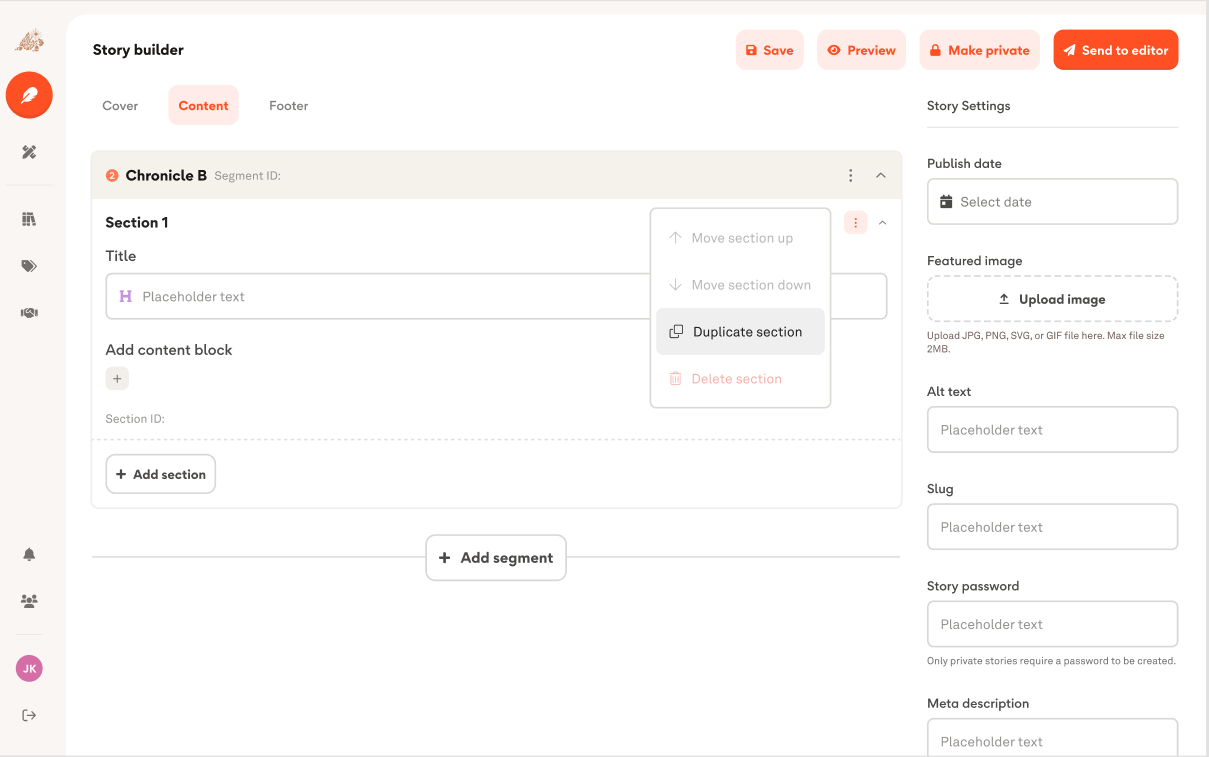 Story builder
Save
Preview
Make private
Send to editor
Cover
Content
Footer
2 Chronicle B Segment ID:
Section 1
Title
H Placeholder text
Move section up
Move section down
Duplicate section
Delete section
Add content block
+
Section ID:
+ Add section
+ Add segment
Story Settings
Publish date
Select date
Featured image
Upload image
Upload JPG, PNG, SVG, or GIF file here. Max file size
2MB.
Alt text
Placeholder text
Slug
Placeholder text
Story password
Placeholder text
Only private stories require a password to be created.
Meta description
Placeholder text
JK